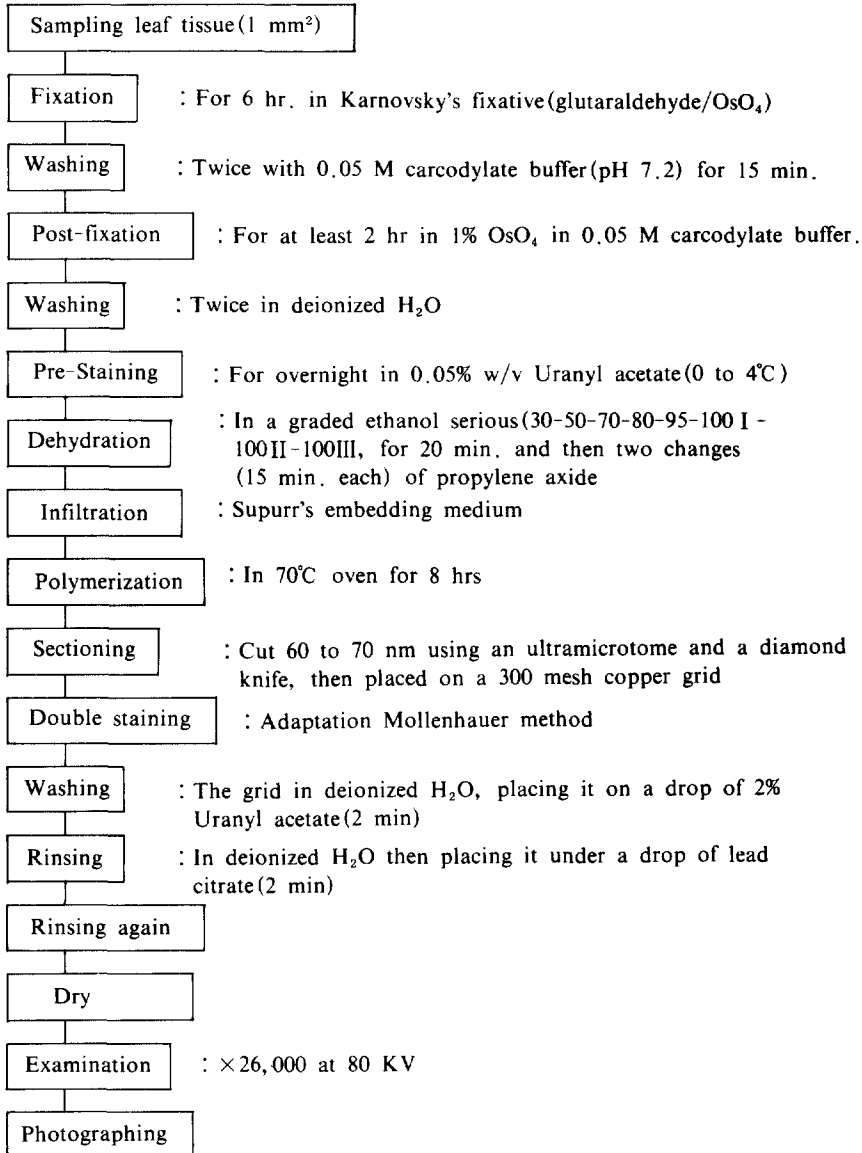 Sampling leaf tissue(1 mm²)
Fixation : For 6 hr. in Karnovsky's fixative(glutaraldehyde/OsO₄)
Washing : Twice with 0.05 M carcodylate buffer(pH 7.2) for 15 min.
Post-fixation : For at least 2 hr in 1% OsO₄ in 0.05 M carcodylate buffer.
Washing : Twice in deionized H₂O
Pre-Staining : For overnight in 0.05% w/v Uranyl acetate(0 to 4℃)
Dehydration : In a graded ethanol serious(30-50-70-80-95-100 I -
100II-100III, for 20 min. and then two changes
(15 min. each) of propylene axide
Infiltration : Supurr's embedding medium
Polymerization : In 70℃ oven for 8 hrs
Sectioning : Cut 60 to 70 nm using an ultramicrotome and a diamond
knife, then placed on a 300 mesh copper grid
Double staining : Adaptation Mollenhauer method
Washing : The grid in deionized H₂O, placing it on a drop of 2%
Uranyl acetate(2 min)
Rinsing : In deionized H₂O then placing it under a drop of lead
citrate(2 min)
Rinsing again
Dry
Examination : ×26,000 at 80 KV
Photographing